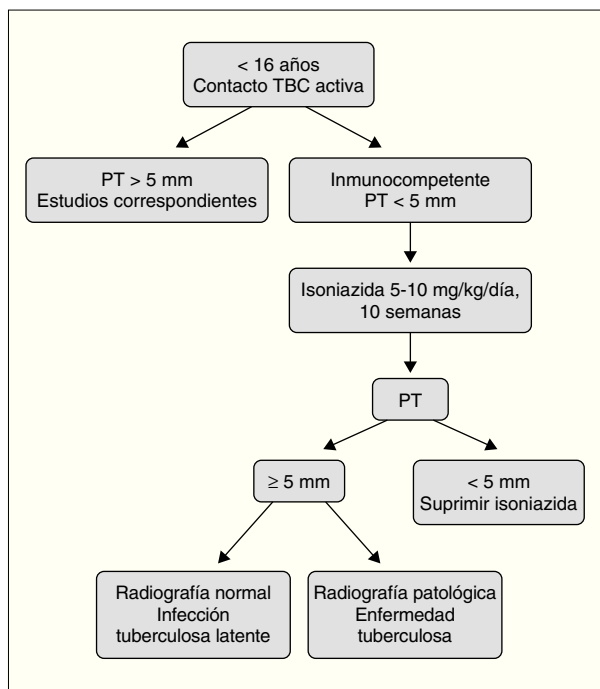 < 16 años
Contacto TBC activa
PT > 5 mm
Estudios correspondientes
Inmunocompetente
PT < 5 mm
Isoniazida 5-10 mg/kg/día,
10 semanas
PT
≥ 5 mm
< 5 mm
Suprimir isoniazida
Radiografía normal
Infección
tuberculosa latente
Radiografía patológica
Enfermedad
tuberculosa